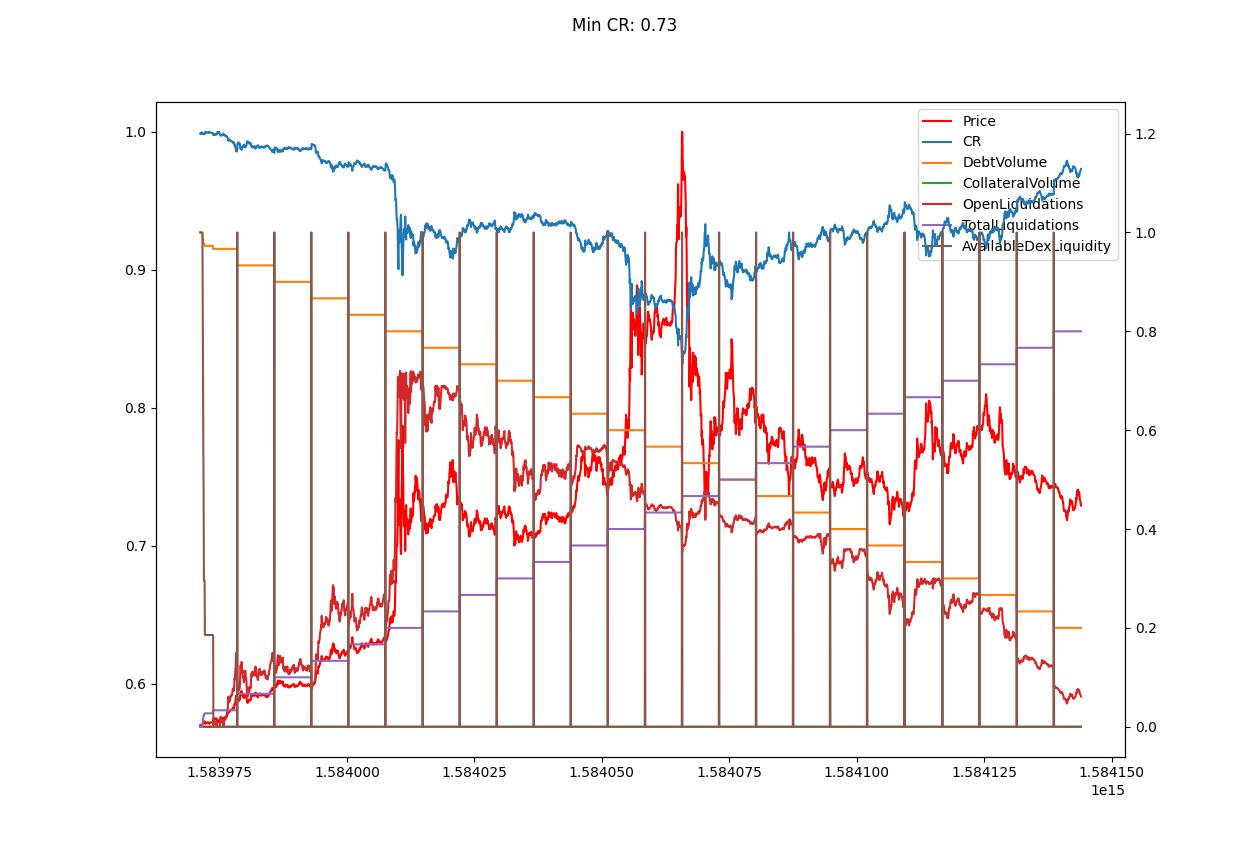 Min CR: 0.73
1.0
0.9
0.8
0.7
0.6
1.2
1.0
0.8
0.6
0.4
0.2
0.0
Price
CR
DebtVolume
CollateralVolume
OpenLiquidations
TotalLiquidations
AvailableDexLiquidity
1.583975 1.584000 1.584025 1.584050 1.584075 1.584100 1.584125 1.584150
1e15